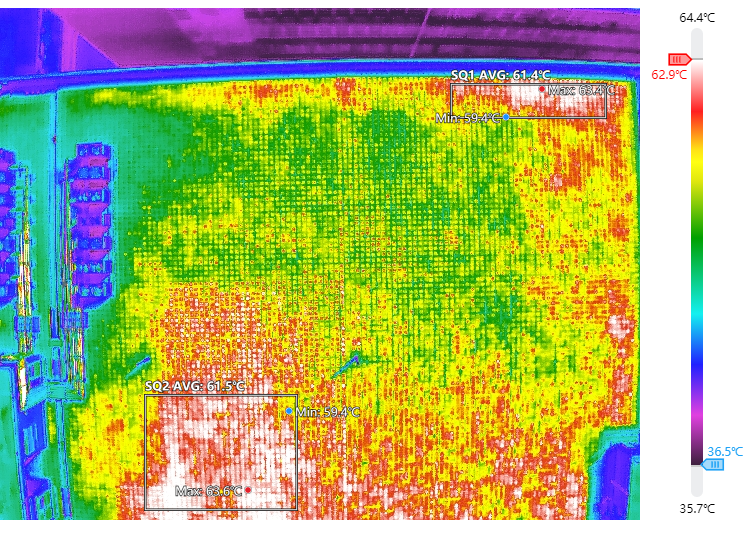 64.4℃
SQ1 AVG: 61.4℃
62.9℃
Max: 63.4℃
Min: 59.4℃
SQ2 AVG: 61.5℃
Min: 59.4℃
36.5℃
Max: 63.6℃
35.7℃